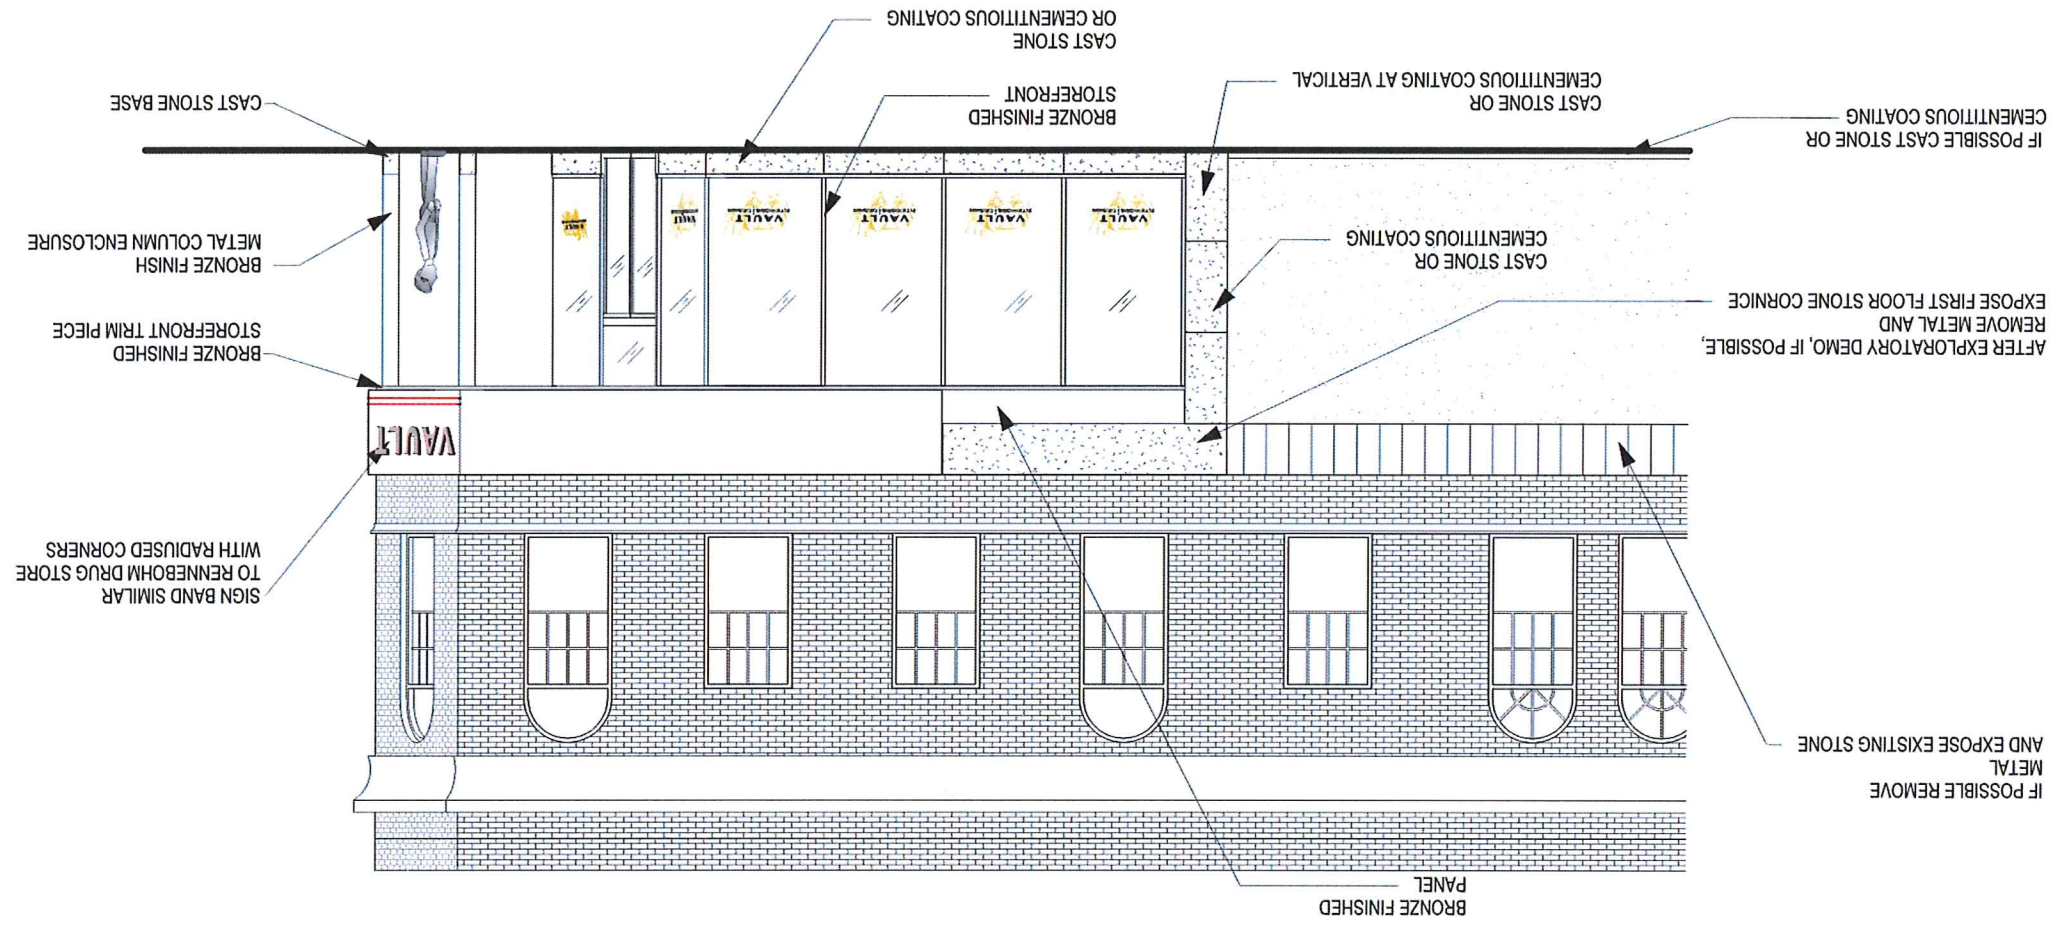 BRONZE FINISHED
PANEL
IF POSSIBLE REMOVE
METAL
AND EXPOSE EXISTING STONE
SIGN BAND SIMILAR
TO RENNEBOHM DRUG STORE
WITH RADIUSED CORNERS
VAULT
AFTER EXPLORATORY DEMO, IF POSSIBLE,
REMOVE METAL AND
EXPOSE FIRST FLOOR STONE CORNICE
BRONZE FINISHED
STOREFRONT TRIM PIECE
CAST STONE OR
CEMENTITIOUS COATING
BRONZE FINISH
METAL COLUMN ENCLOSURE
VAULT
VAULT
VAULT
VAULT
VAULT
VAULT
IF POSSIBLE CAST STONE OR
CEMENTITIOUS COATING
CAST STONE OR
CEMENTITIOUS COATING AT VERTICAL
BRONZE FINISHED
STOREFRONT
CAST STONE BASE
CAST STONE
OR CEMENTITIOUS COATING